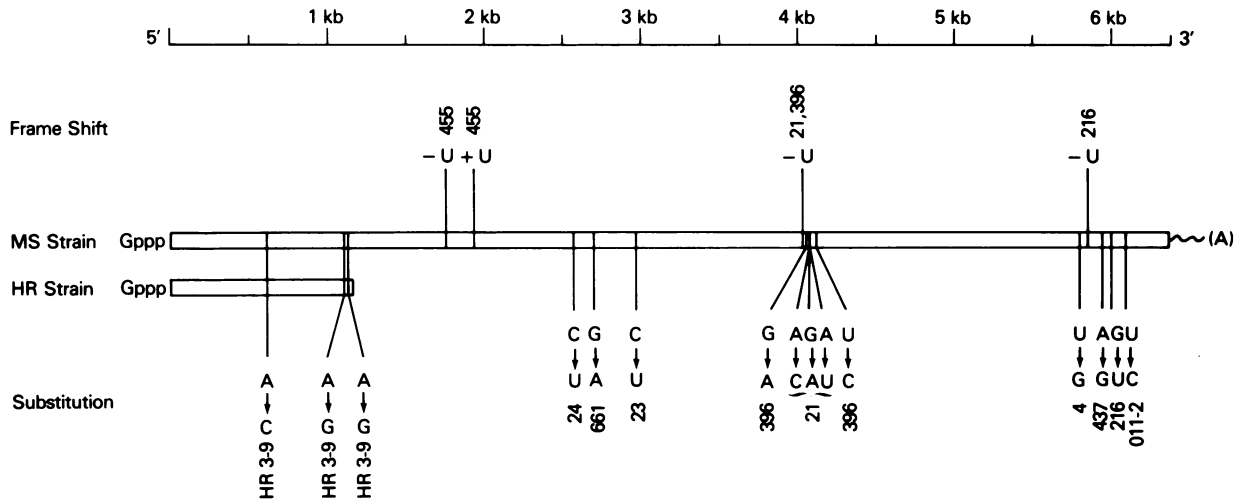 1 kb 2 kb 3 kb 4 kb 5 kb 6 kb
5' 3'
Frame Shift
455 455 21,396 216
– U + U – U – U
MS Strain Gppp (A)
HR Strain Gppp
C G C G A G A U U A G U
A A A U A U A C A U C G G U C
Substitution
C G G
24 661 23 396 21 396 4 437 216 011-2
HR 3-9 HR 3-9 HR 3-9